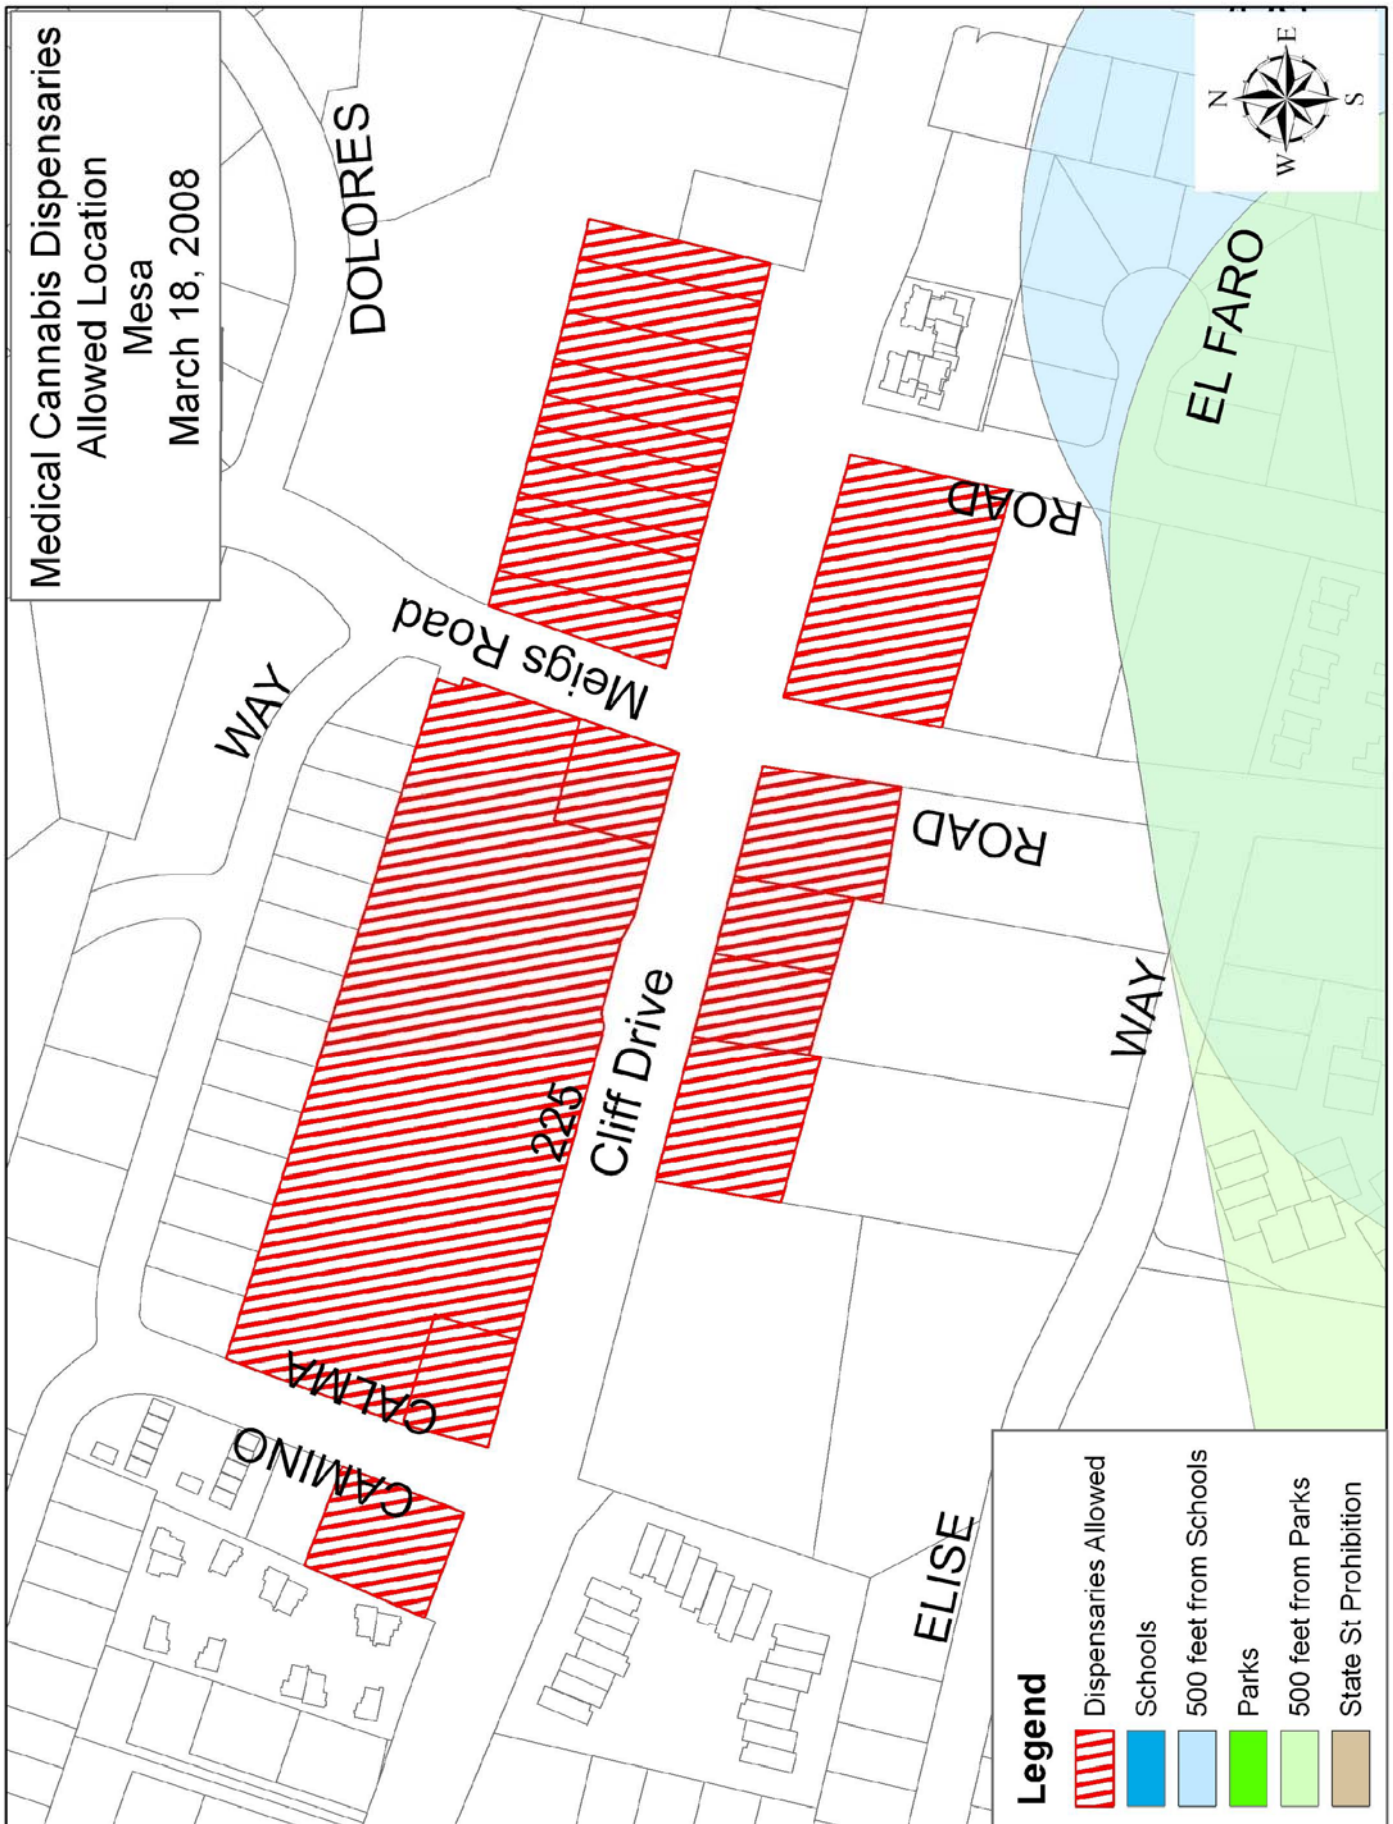 Medical Cannabis Dispensaries
Allowed Location
Mesa
March 18, 2008
DOLORES
WAY
Meigs Road
ROAD
EL FARO
N
E
S
W
ROAD
225
Cliff Drive
WAY
CAMINO
CALMA
ELISE
Legend
Dispensaries Allowed
Schools
500 feet from Schools
Parks
500 feet from Parks
State St Prohibition